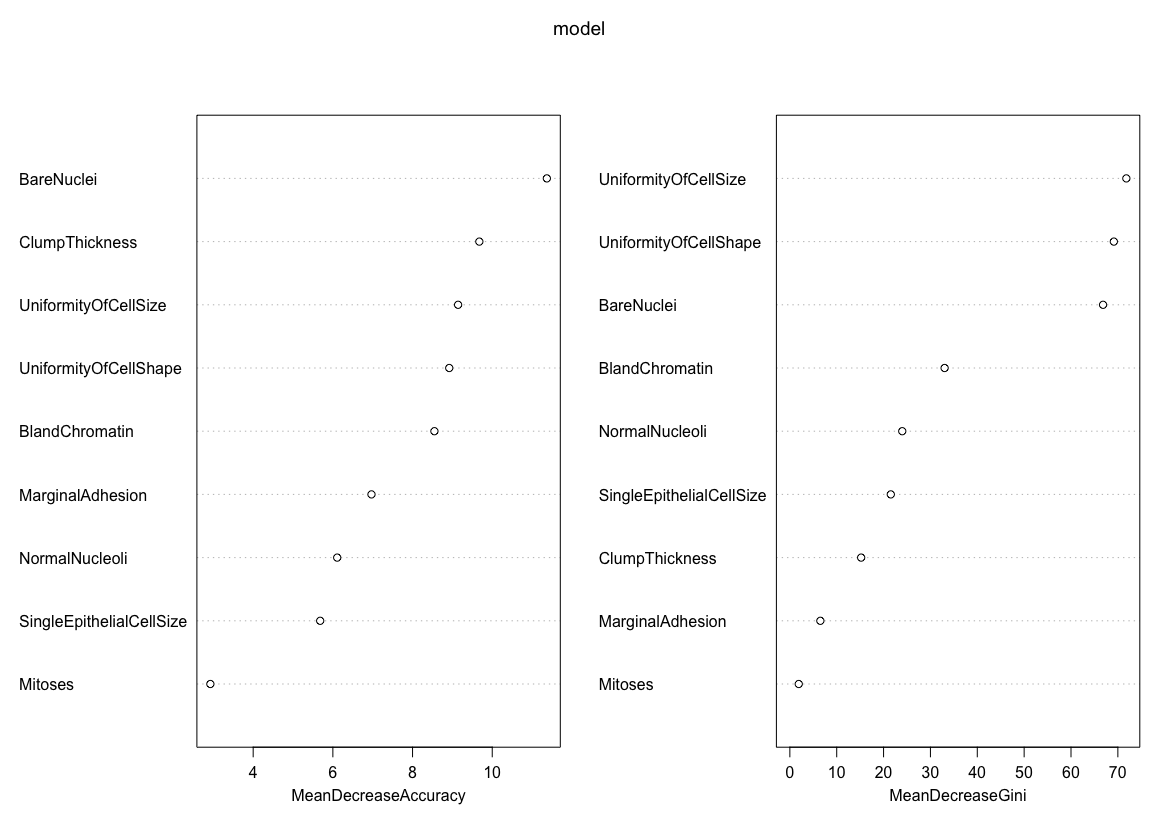 model
BareNuclei
ClumpThickness
UniformityOfCellSize
UniformityOfCellShape
BlandChromatin
MarginalAdhesion
NormalNucleoli
SingleEpithelialCellSize
Mitoses
4 6 8 10
MeanDecreaseAccuracy
UniformityOfCellSize
UniformityOfCellShape
BareNuclei
BlandChromatin
NormalNucleoli
SingleEpithelialCellSize
ClumpThickness
MarginalAdhesion
Mitoses
0 10 20 30 40 50 60 70
MeanDecreaseGini